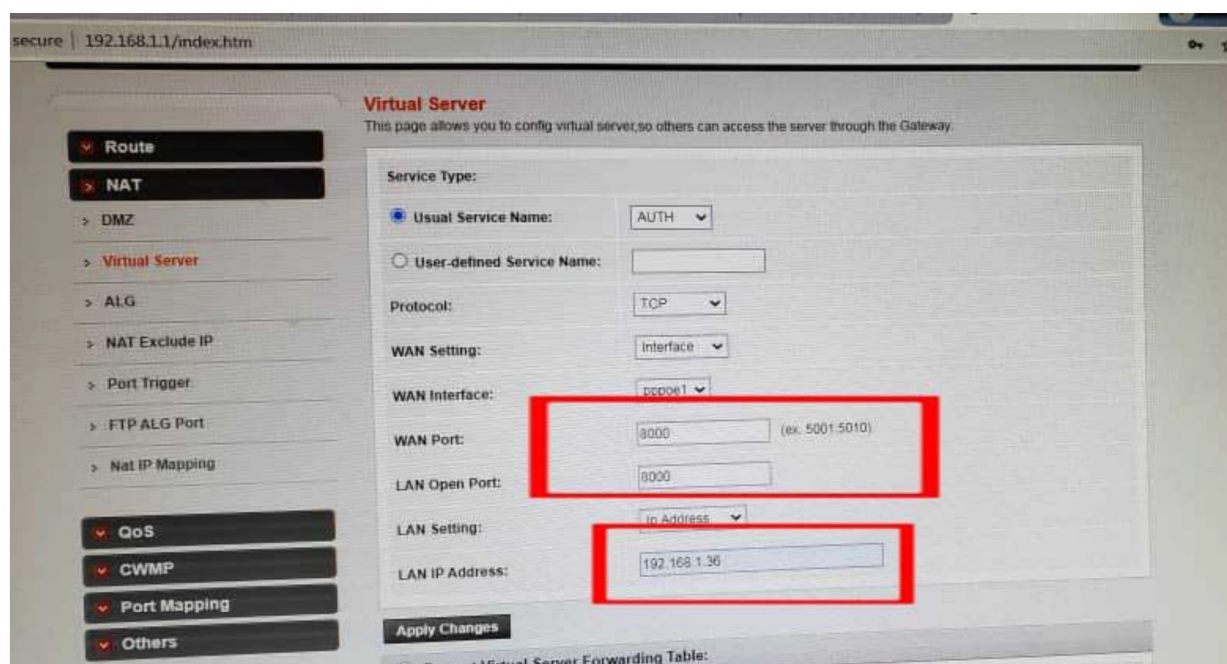 secure | 192.168.1.1/index.htm
Virtual Server
This page allows you to config virtual server,so others can access the server through the Gateway.
Route
NAT
DMZ
Virtual Server
ALG
NAT Exclude IP
Port Trigger
FTP ALG Port
Nat IP Mapping
QoS
CWMP
Port Mapping
Others
Service Type:
Usual Service Name: AUTH
User-defined Service Name:
Protocol: TCP
WAN Setting: Interface
WAN Interface: pppoe1
WAN Port: 8000 (ex. 5001:5010)
LAN Open Port: 8000
LAN Setting: Ip Address
LAN IP Address: 192.168.1.36
Apply Changes
Virtual Server Forwarding Table: